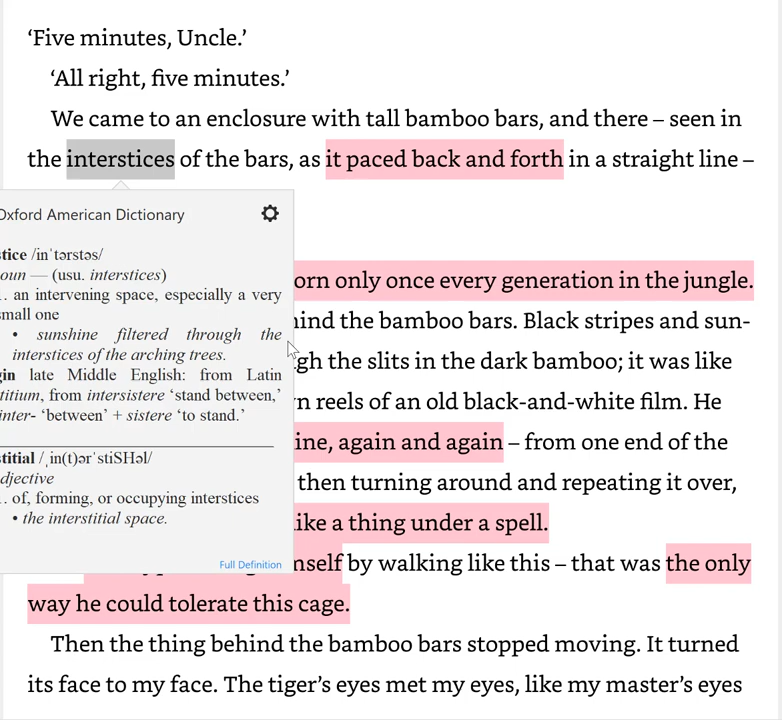 ‘Five minutes, Uncle.’
‘All right, five minutes.’
We came to an enclosure with tall bamboo bars, and there – seen in
the interstices of the bars, as it paced back and forth in a straight line –
Oxford American Dictionary
tice /inˈtərstəs/
oun — (usu. interstices)
. an intervening space, especially a very
small one
• sunshine filtered through the
interstices of the arching trees.
gin late Middle English: from Latin
titium, from intersistere ‘stand between,’
inter- ‘between’ + sistere ‘to stand.’
titial /ˌin(t)ərˈstiSHəl/
djective
. of, forming, or occupying interstices
• the interstitial space.
Full Definition
orn only once every generation in the jungle.
hind the bamboo bars. Black stripes and sun-
gh the slits in the dark bamboo; it was like
n reels of an old black-and-white film. He
ine, again and again – from one end of the
then turning around and repeating it over,
ike a thing under a spell.
mself by walking like this – that was the only
way he could tolerate this cage.
Then the thing behind the bamboo bars stopped moving. It turned
its face to my face. The tiger’s eyes met my eyes, like my master’s eyes